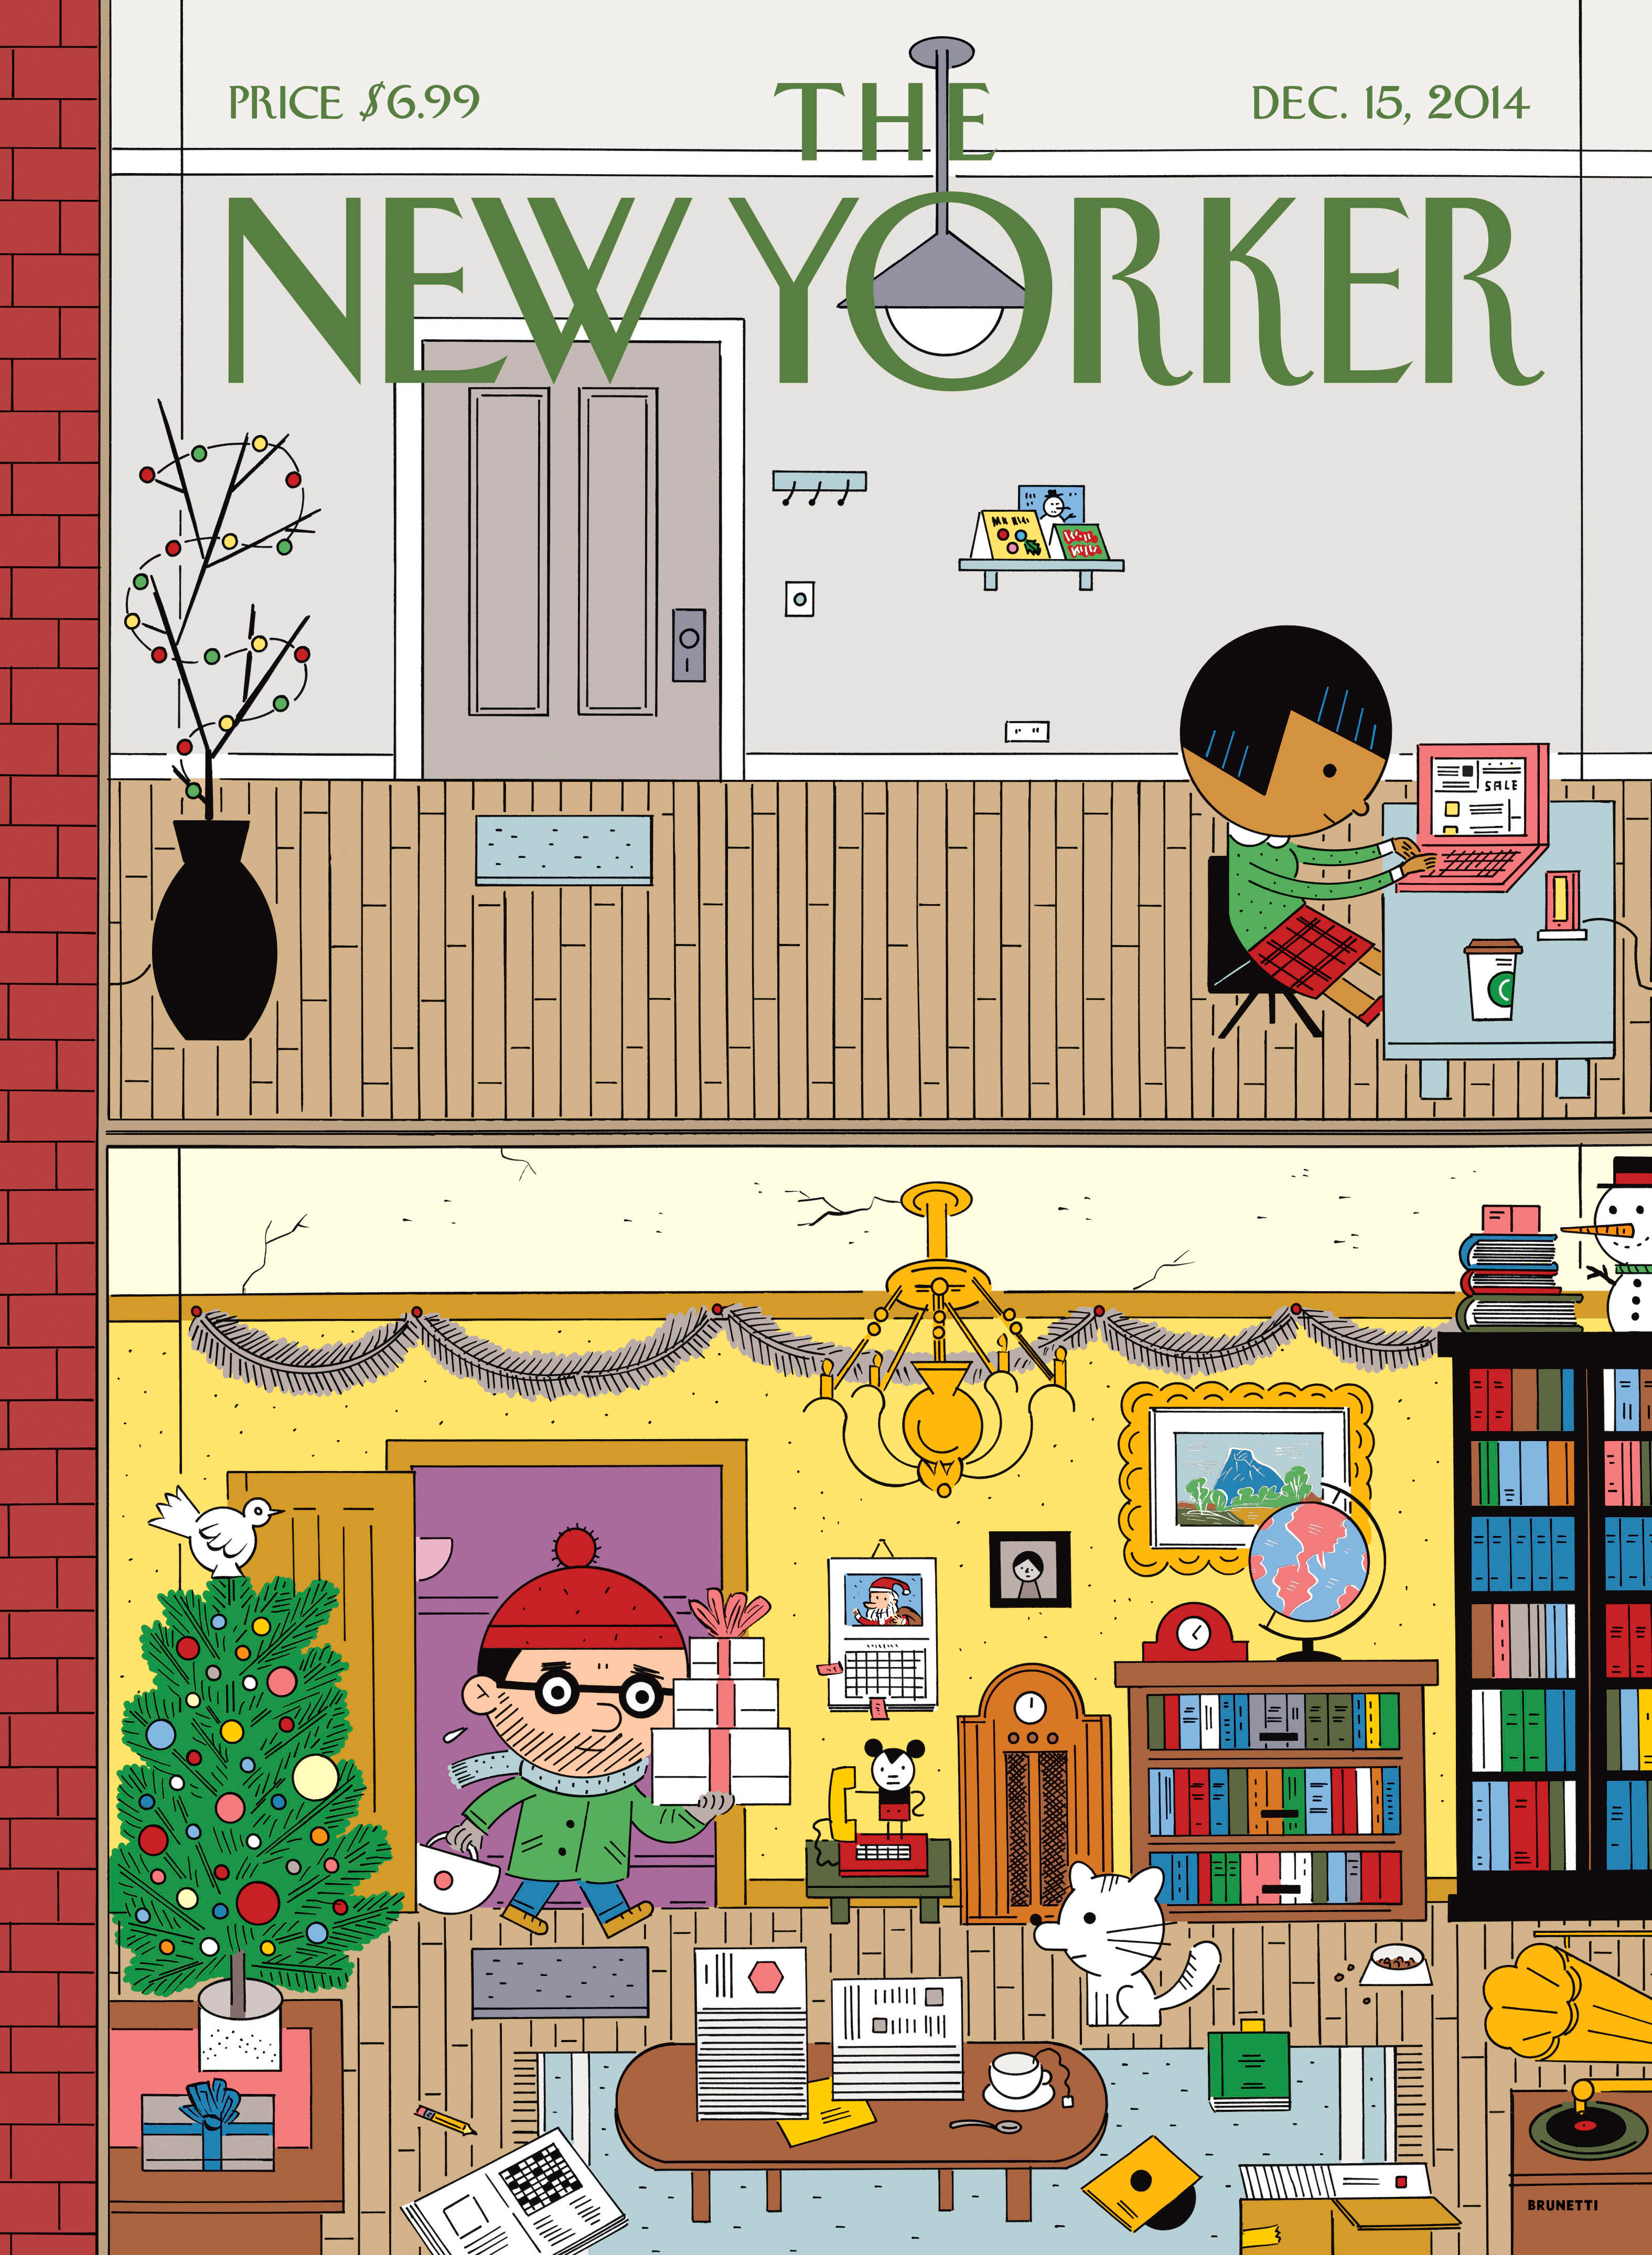 PRICE $6.99
THE
DEC. 15, 2014
NEW YORKER
SALE
BRUNETTI